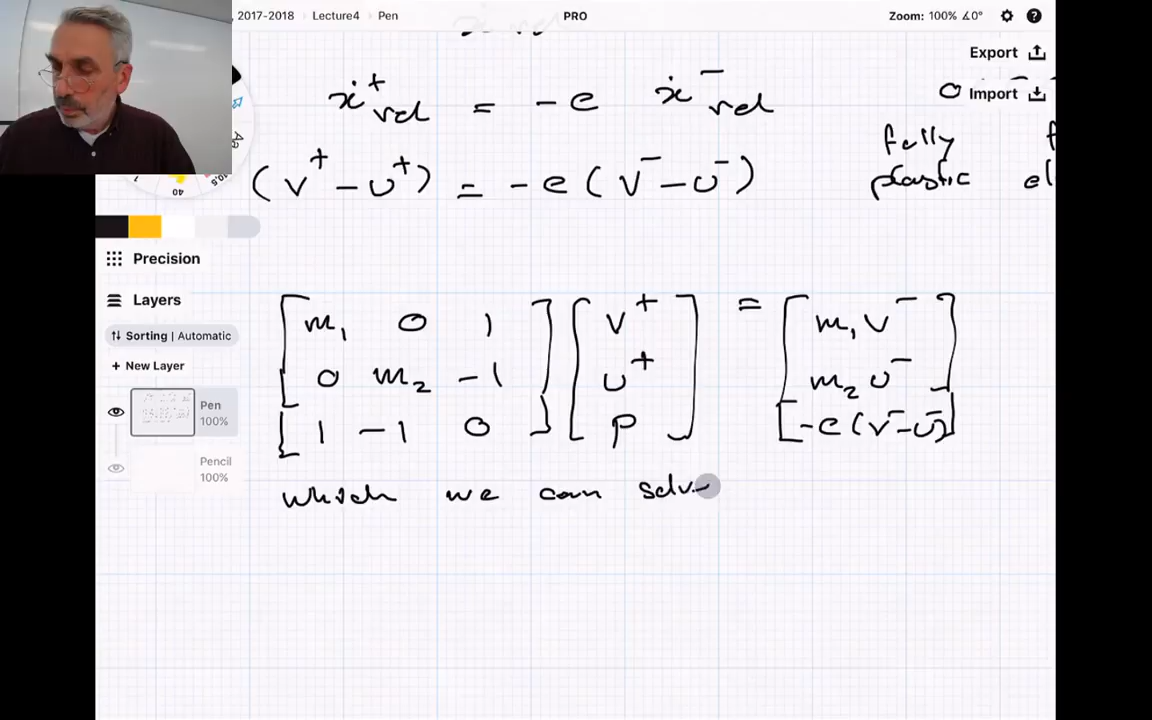 , 2017-2018 Lecture4 Pen PRO Zoom: 100% ∠0°
Export
ẋ⁺rel = -e ẋ⁻rel
Import
fully
plastic el
(v⁺ - u⁺) = -e (v⁻ - u⁻)
Precision
Layers
Sorting | Automatic
+ New Layer
Pen
100%
Pencil
100%
[m₁ 0 1] [v⁺] = [m₁v⁻]
[0 m₂ -1] [u⁺] [m₂u⁻]
[1 -1 0] [p] [-e(v⁻-u⁻)]
which we can solv